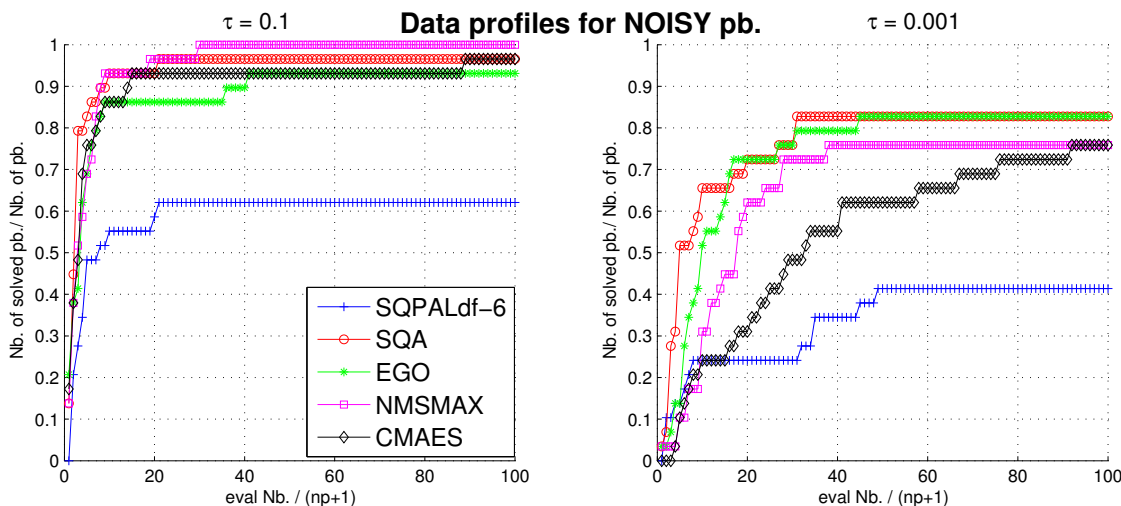 Data profiles for NOISY pb.
τ = 0.1
Nb. of solved pb./ Nb. of pb.
1
0.9
0.8
0.7
0.6
0.5
0.4
0.3
0.2
0.1
0
0 20 40 60 80 100
eval Nb. / (np+1)
SQPALdf−6
SQA
EGO
NMSMAX
CMAES
τ = 0.001
Nb. of solved pb./ Nb. of pb.
1
0.9
0.8
0.7
0.6
0.5
0.4
0.3
0.2
0.1
0
0 20 40 60 80 100
eval Nb. / (np+1)